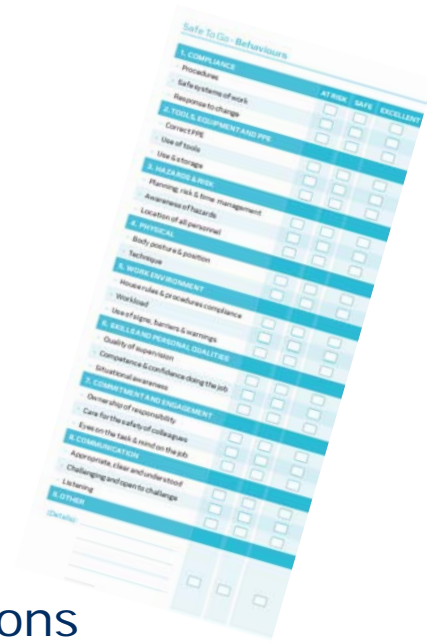 Safe To Go - Behaviours
1. COMPLIANCE
AT RISK SAFE EXCELLENT
Procedures
Safe systems of work
Response to change
2. TOOLS, EQUIPMENT AND PPE
Correct PPE
Use of tools
Use & storage
3. HAZARDS & RISK
Planning, risk & time management
Awareness of hazards
Location of all personnel
4. PHYSICAL
Body posture & position
Technique
5. WORK ENVIRONMENT
House rules & procedures compliance
Workload
Use of signs, barriers & warnings
6. SKILLS AND PERSONAL QUALITIES
Quality of supervision
Competence & confidence doing the job
Situational awareness
7. COMMITMENT AND ENGAGEMENT
Ownership of responsibility
Care for the safety of colleagues
Eyes on the task & mind on the job
8. COMMUNICATION
Appropriate, clear and understood
Challenging and open to challenge
Listening
9. OTHER
(Details)
ons